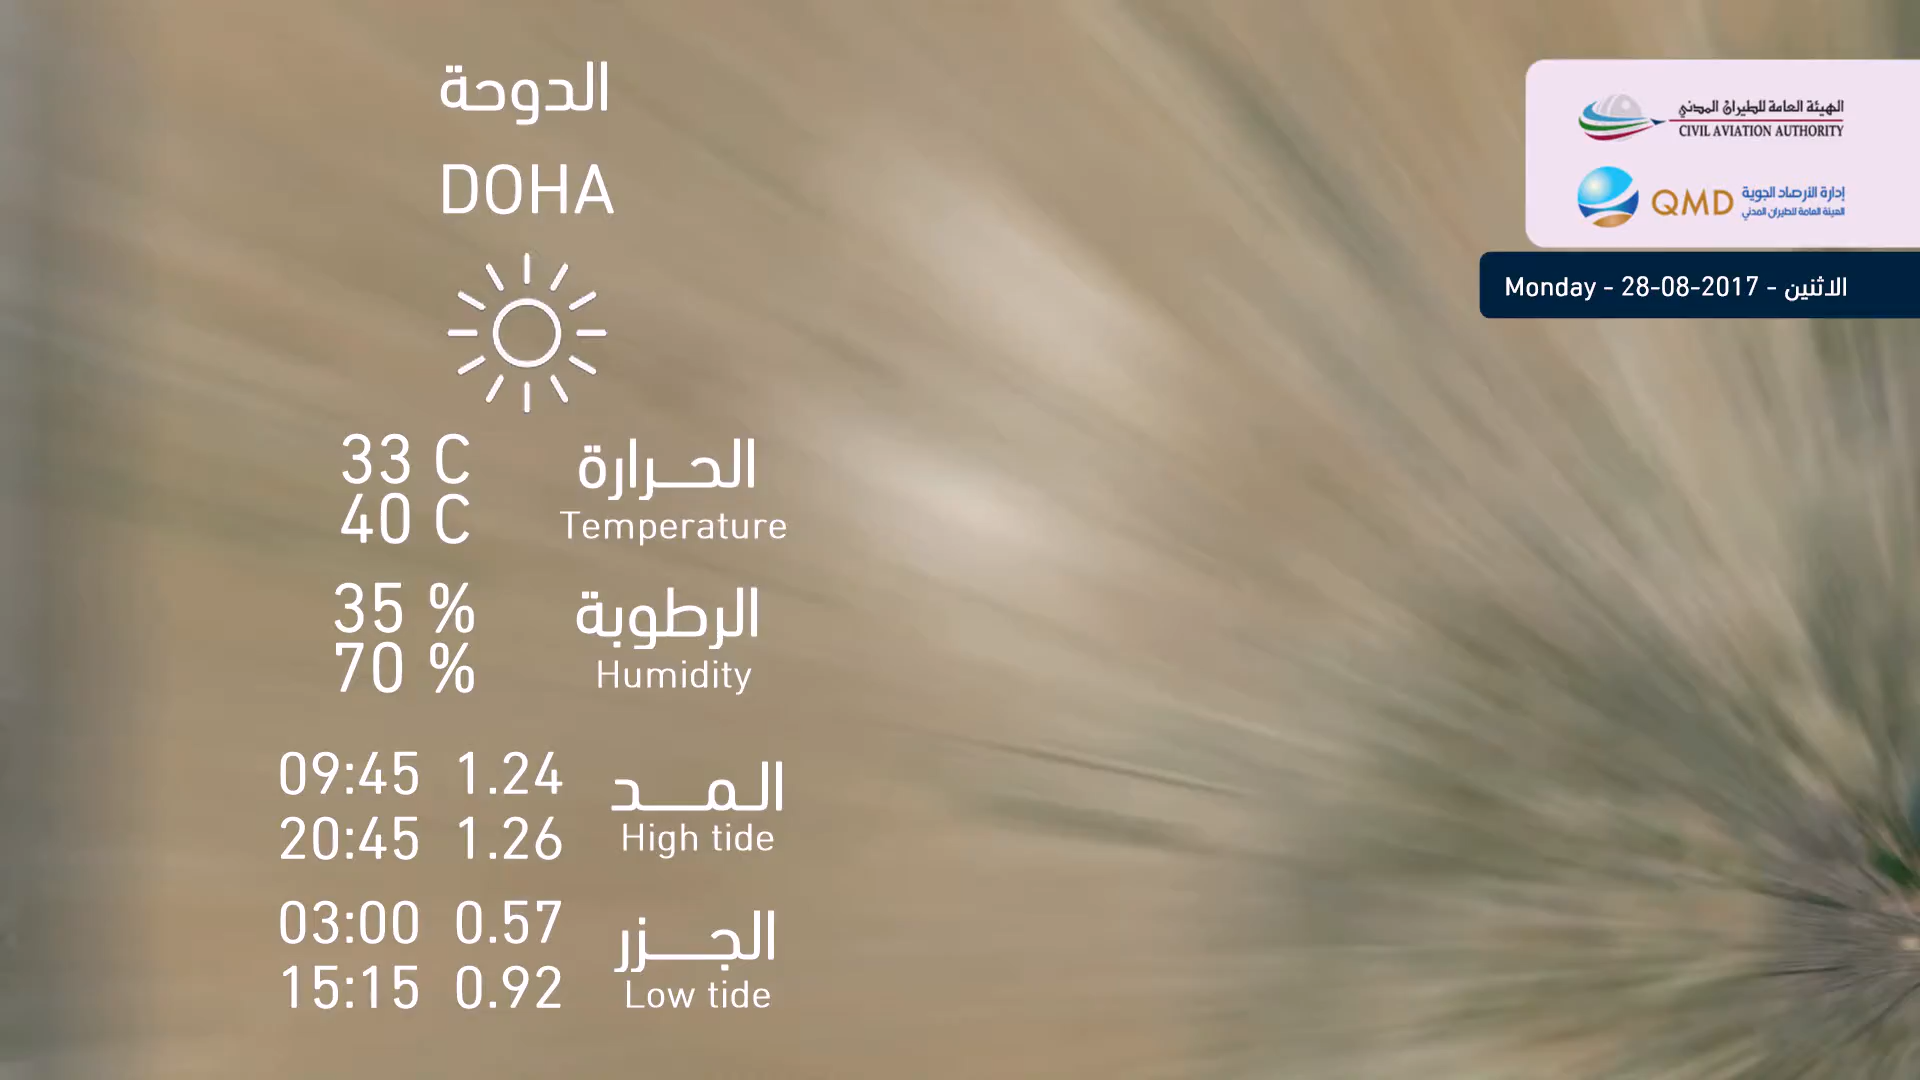 الدوحة
DOHA
33 C
40 C
الحـــرارة
Temperature
35 %
70 %
الرطوبة
Humidity
09:45 1.24
20:45 1.26
الـمـــــد
High tide
03:00 0.57
15:15 0.92
الجـــــزر
Low tide
الهيئة العامة للطيران المدني
CIVIL AVIATION AUTHORITY
QMD
إدارة الأرصاد الجوية
الهيئة العامة للطيران المدني
Monday - 28-08-2017 - الاثنين